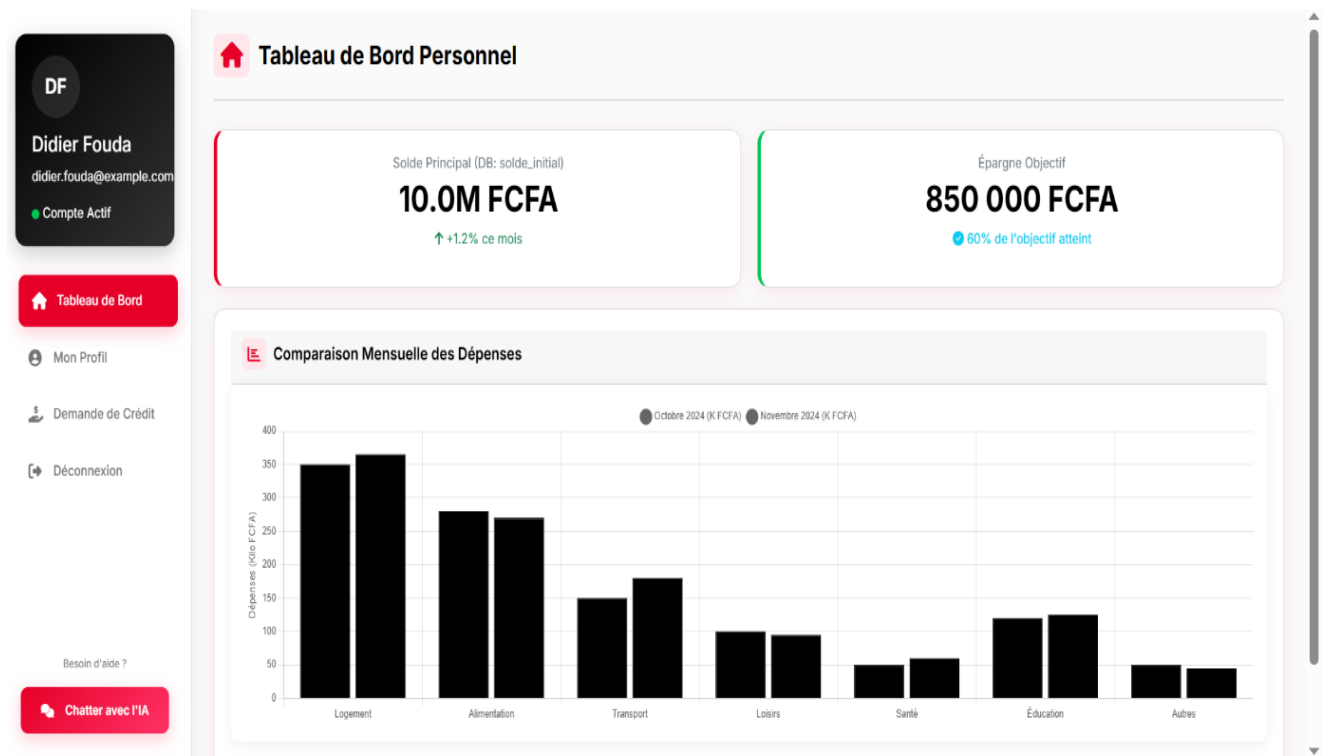 DF
Didier Fouda
didier.fouda@example.com
Compte Actif
Tableau de Bord
Mon Profil
Demande de Crédit
Déconnexion
Besoin d'aide ?
Chatter avec l'IA
Tableau de Bord Personnel
Solde Principal (DB: solde_initial)
10.0M FCFA
+1.2% ce mois
Épargne Objectif
850 000 FCFA
60% de l'objectif atteint
Comparaison Mensuelle des Dépenses
Octobre 2024 (K FCFA) Novembre 2024 (K FCFA)
Dépenses (Kilo FCFA)
400
350
300
250
200
150
100
50
0
Logement Alimentation Transport Loisirs Santé Éducation Autres